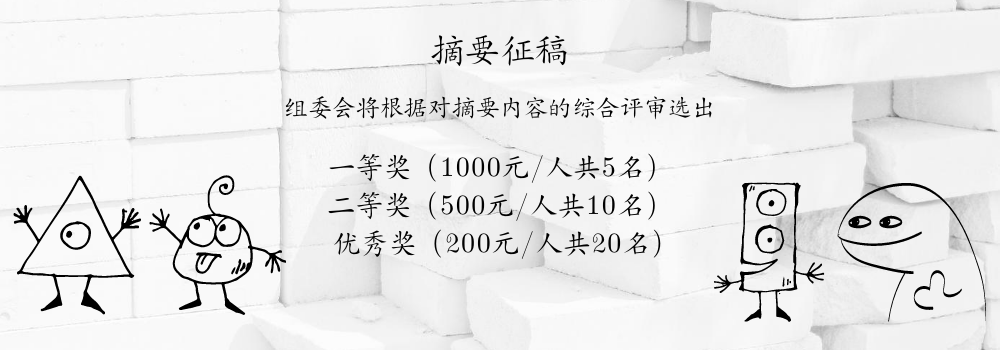 摘要征稿
组委会将根据对摘要内容的综合评审选出
一等奖（1000元/人共5名）
二等奖（500元/人共10名）
优秀奖（200元/人共20名）